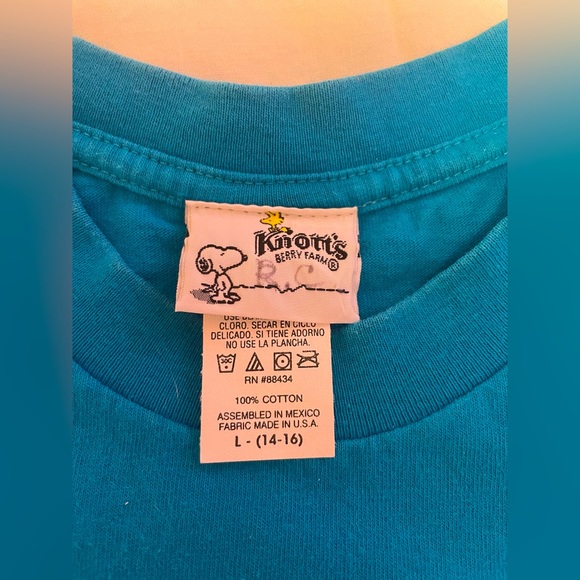 Knott's
BERRY FARM®
R.C.
CLORO. SECAR EN CICLO
DELICADO. SI TIENE ADORNO
NO USE LA PLANCHA.
30C
RN #88434
100% COTTON
ASSEMBLED IN MEXICO
FABRIC MADE IN U.S.A.
L - (14-16)